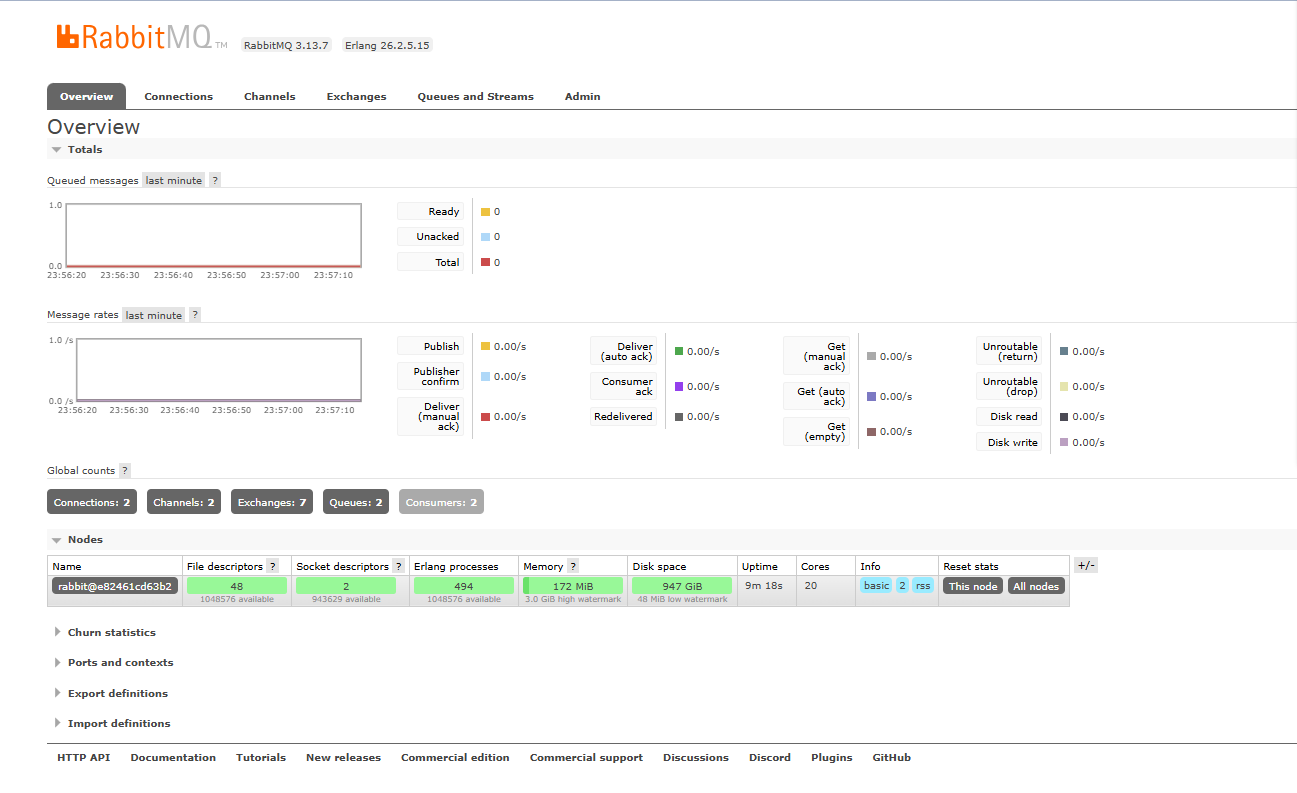 RabbitMQ TM RabbitMQ 3.13.7 Erlang 26.2.5.15
Overview Connections Channels Exchanges Queues and Streams Admin
Overview
Totals
Queued messages last minute ?
1.0
0.0
23:56:20 23:56:30 23:56:40 23:56:50 23:57:00 23:57:10
Ready 0
Unacked 0
Total 0
Message rates last minute ?
1.0 /s
0.0 /s
23:56:20 23:56:30 23:56:40 23:56:50 23:57:00 23:57:10
Publish 0.00/s
Publisher
confirm 0.00/s
Deliver
(manual
ack) 0.00/s
Deliver
(auto ack) 0.00/s
Consumer
ack 0.00/s
Redelivered 0.00/s
Get
(manual
ack) 0.00/s
Get (auto
ack) 0.00/s
Get
(empty) 0.00/s
Unroutable
(return) 0.00/s
Unroutable
(drop) 0.00/s
Disk read 0.00/s
Disk write 0.00/s
Global counts ?
Connections: 2 Channels: 2 Exchanges: 7 Queues: 2 Consumers: 2
Nodes
Name File descriptors ? Socket descriptors ? Erlang processes Memory ? Disk space Uptime Cores Info Reset stats +/-
rabbit@e82461cd63b2 48 2 494 172 MiB 947 GiB 9m 18s 20 basic 2 rss This node All nodes
1048576 available 943629 available 1048576 available 3.0 GiB high watermark 48 MiB low watermark
Churn statistics
Ports and contexts
Export definitions
Import definitions
HTTP API Documentation Tutorials New releases Commercial edition Commercial support Discussions Discord Plugins GitHub